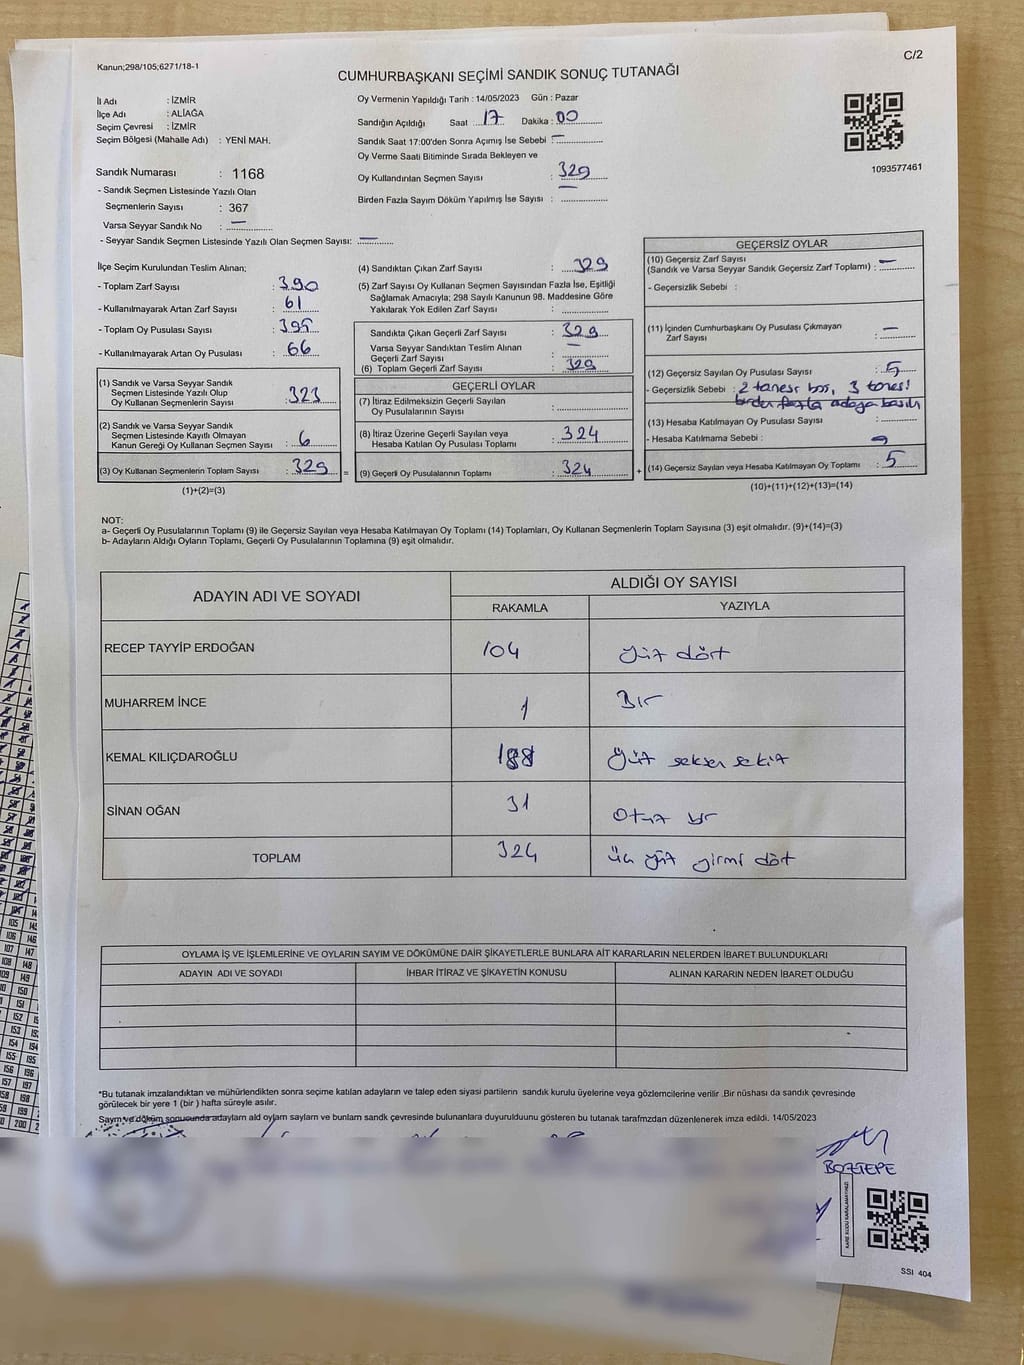 Kanun;298/105;6271/18-1
C/2
CUMHURBAŞKANI SEÇİMİ SANDIK SONUÇ TUTANAĞI
İl Adı : İZMİR
İlçe Adı : ALİAĞA
Seçim Çevresi : İZMİR
Seçim Bölgesi (Mahalle Adı) : YENİ MAH.
Oy Vermenin Yapıldığı Tarih : 14/05/2023 Gün : Pazar
Sandığın Açıldığı Saat : 17 Dakika : 00
Sandık Saat 17:00'den Sonra Açımış İse Sebebi : —
Oy Verme Saati Bitiminde Sırada Bekleyen ve
Oy Kullandırılan Seçmen Sayısı : 329
Birden Fazla Sayım Döküm Yapılmış İse Sayısı : —
1093577461
Sandık Numarası : 1168
- Sandık Seçmen Listesinde Yazılı Olan
Seçmenlerin Sayısı : 367
Varsa Seyyar Sandık No : —
- Seyyar Sandık Seçmen Listesinde Yazılı Olan Seçmen Sayısı: —
İlçe Seçim Kurulundan Teslim Alınan;
- Toplam Zarf Sayısı : 390
- Kullanılmayarak Artan Zarf Sayısı : 61
- Toplam Oy Pusulası Sayısı : 395
- Kullanılmayarak Artan Oy Pusulası : 66
(1) Sandık ve Varsa Seyyar Sandık
Seçmen Listesinde Yazılı Olup
Oy Kullanan Seçmenlerin Sayısı : 323
(2) Sandık ve Varsa Seyyar Sandık
Seçmen Listesinde Kayıtlı Olmayan
Kanun Gereği Oy Kullanan Seçmen Sayısı : 6
(3) Oy Kullanan Seçmenlerin Toplam Sayısı : 329 =
(1)+(2)=(3)
(4) Sandıktan Çıkan Zarf Sayısı : 329
(5) Zarf Sayısı Oy Kullanan Seçmen Sayısından Fazla İse, Eşitliği
Sağlamak Amacıyla; 298 Sayılı Kanunun 98. Maddesine Göre
Yakılarak Yok Edilen Zarf Sayısı :
Sandıkta Çıkan Geçerli Zarf Sayısı : 329
Varsa Seyyar Sandıktan Teslim Alınan
Geçerli Zarf Sayısı : —
(6) Toplam Geçerli Zarf Sayısı : 329
GEÇERLİ OYLAR
(7) İtiraz Edilmeksizin Geçerli Sayılan
Oy Pusulalarının Sayısı :
(8) İtiraz Üzerine Geçerli Sayılan veya
Hesaba Katılan Oy Pusulası Toplamı : 324
(9) Geçerli Oy Pusulalarının Toplamı : 324 +
GEÇERSİZ OYLAR
(10) Geçersiz Zarf Sayısı
(Sandık ve Varsa Seyyar Sandık Geçersiz Zarf Toplamı) : —
- Geçersizlik Sebebi :
(11) İçinden Cumhurbaşkanı Oy Pusulası Çıkmayan
Zarf Sayısı : —
(12) Geçersiz Sayılan Oy Pusulası Sayısı : 5
- Geçersizlik Sebebi : 2 tanesi boş, 3 tanesi
birden fazla adaya basılı
(13) Hesaba Katılmayan Oy Pusulası Sayısı :
- Hesaba Katılmama Sebebi :
(14) Geçersiz Sayılan veya Hesaba Katılmayan Oy Toplamı : 5
(10)+(11)+(12)+(13)=(14)
NOT:
a- Geçerli Oy Pusulalarının Toplamı (9) ile Geçersiz Sayılan veya Hesaba Katılmayan Oy Toplamı (14) Toplamları, Oy Kullanan Seçmenlerin Toplam Sayısına (3) eşit olmalıdır. (9)+(14)=(3)
b- Adayların Aldığı Oyların Toplamı, Geçerli Oy Pusulalarının Toplamına (9) eşit olmalıdır.
ADAYIN ADI VE SOYADI
ALDIĞI OY SAYISI
RAKAMLA YAZIYLA
RECEP TAYYİP ERDOĞAN 104 yüz dört
MUHARREM İNCE 1 Bir
KEMAL KILIÇDAROĞLU 188 Yüz seksen sekiz
SİNAN OĞAN 31 Otuz bir
TOPLAM 324 üç yüz yirmi dört
OYLAMA İŞ VE İŞLEMLERİNE VE OYLARIN SAYIM VE DÖKÜMÜNE DAİR ŞİKAYETLERLE BUNLARA AİT KARARLARIN NELERDEN İBARET BULUNDUKLARI
ADAYIN ADI VE SOYADI İHBAR İTİRAZ VE ŞİKAYETİN KONUSU ALINAN KARARIN NEDEN İBARET OLDUĞU
*Bu tutanak imzalandıktan ve mühürlendikten sonra seçime katılan adayların ve talep eden siyasi partilerin sandık kurulu üyelerine veya gözlemcilerine verilir .Bir nüshası da sandık çevresinde
görülecek bir yere 1 (bir ) hafta süreyle asılır.
Sayım ve döküm sonucunda adayların ald oyların sayların ve bunların sandk çevresinde bulunanlara duyurulduunu gösteren bu tutanak tarafmzdan düzenlenerek imza edildi. 14/05/2023
BOZTEPE
KARE KODU KARALAMAYINIZ!
SSI 404